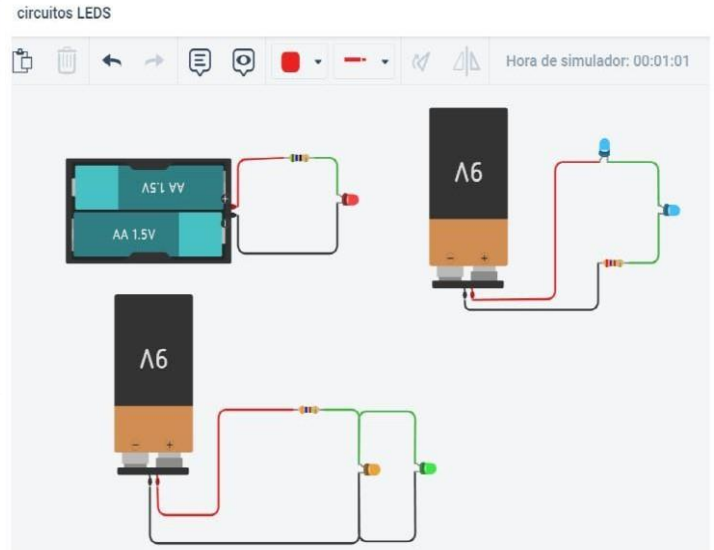 circuitos LEDS
Hora de simulador: 00:01:01
AA 1.5V
AA 1.5V
9V
9V